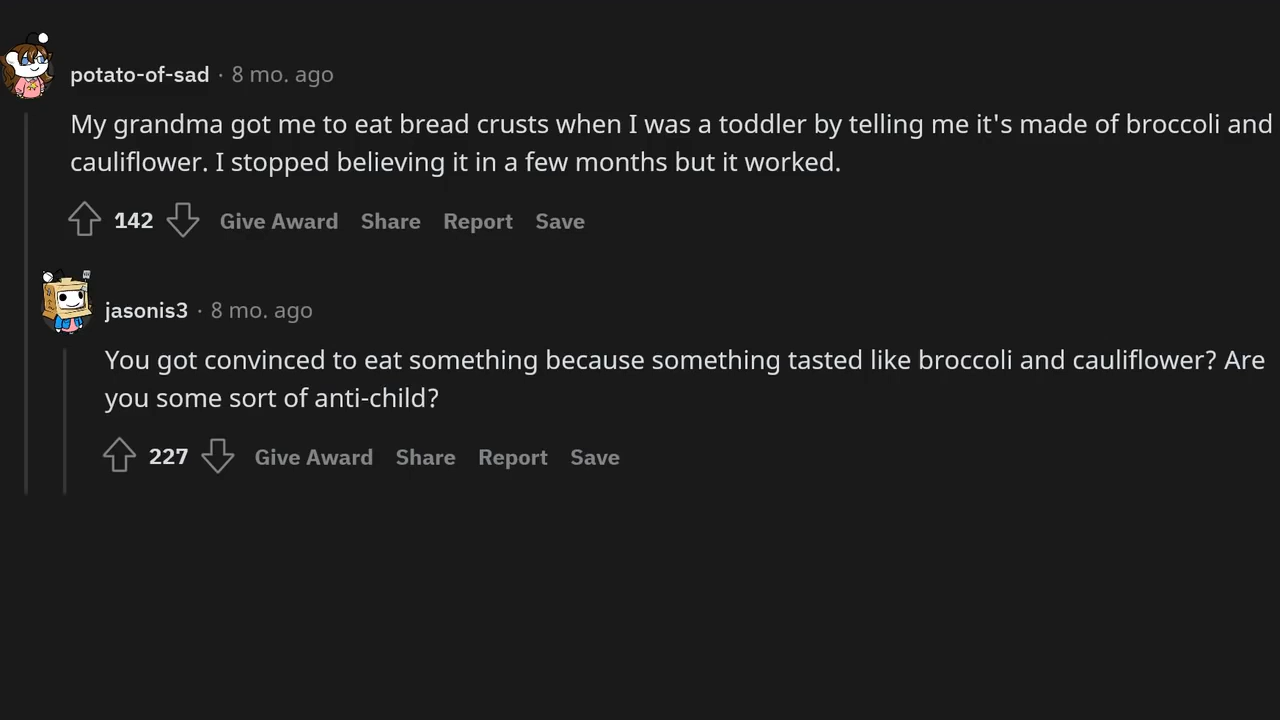 potato-of-sad · 8 mo. ago
My grandma got me to eat bread crusts when I was a toddler by telling me it's made of broccoli and
cauliflower. I stopped believing it in a few months but it worked.
142 Give Award Share Report Save
jasonis3 · 8 mo. ago
You got convinced to eat something because something tasted like broccoli and cauliflower? Are
you some sort of anti-child?
227 Give Award Share Report Save